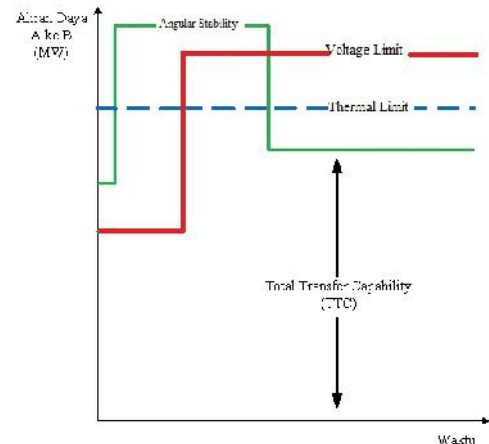 Aliran Daya
A ke B
(MW)
Angular Stability
Voltage Limit
Thermal Limit
Total Transfer Capability
(TTC)
Waktu